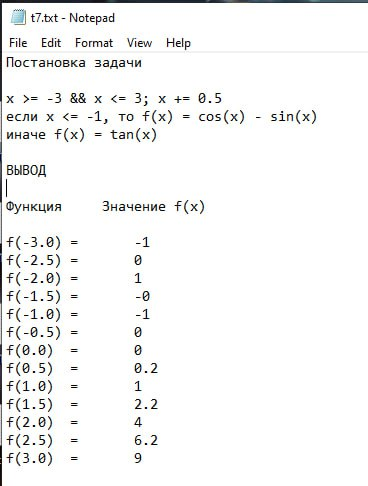 t7.txt - Notepad
File Edit Format View Help
Постановка задачи
x >= -3 && x <= 3; x += 0.5
если x <= -1, то f(x) = cos(x) - sin(x)
иначе f(x) = tan(x)
ВЫВОД
Функция Значение f(x)
f(-3.0) = -1
f(-2.5) = 0
f(-2.0) = 1
f(-1.5) = -0
f(-1.0) = -1
f(-0.5) = 0
f(0.0) = 0
f(0.5) = 0.2
f(1.0) = 1
f(1.5) = 2.2
f(2.0) = 4
f(2.5) = 6.2
f(3.0) = 9